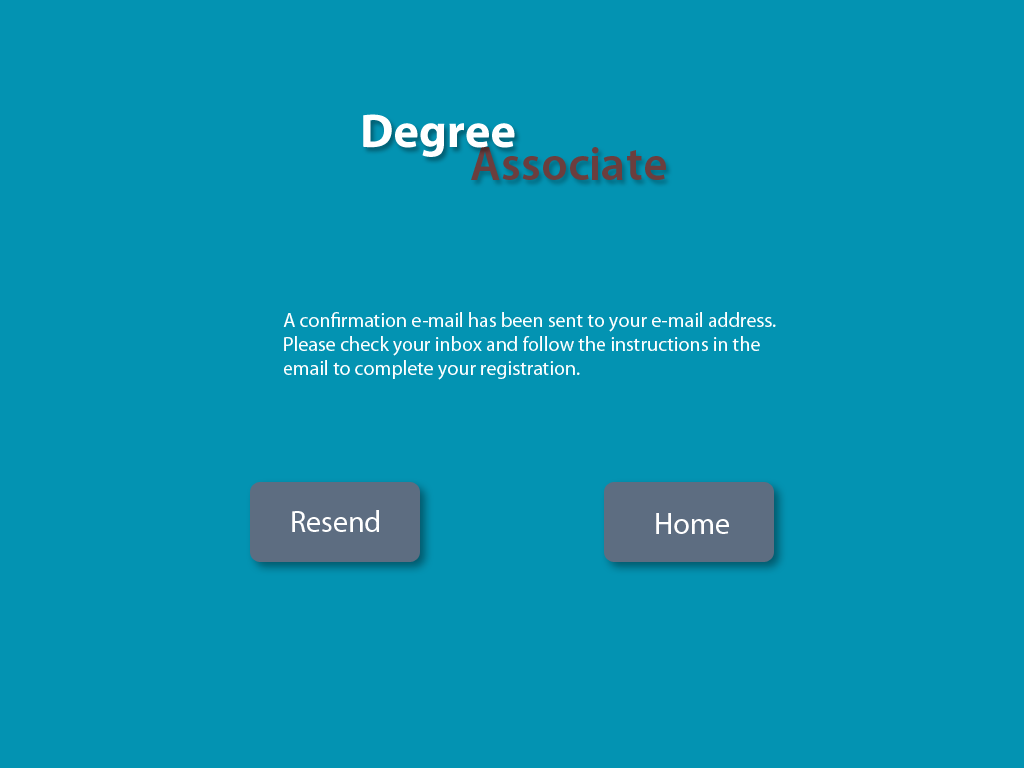 Degree
Associate
A confirmation e-mail has been sent to your e-mail address.
Please check your inbox and follow the instructions in the
email to complete your registration.
Resend
Home